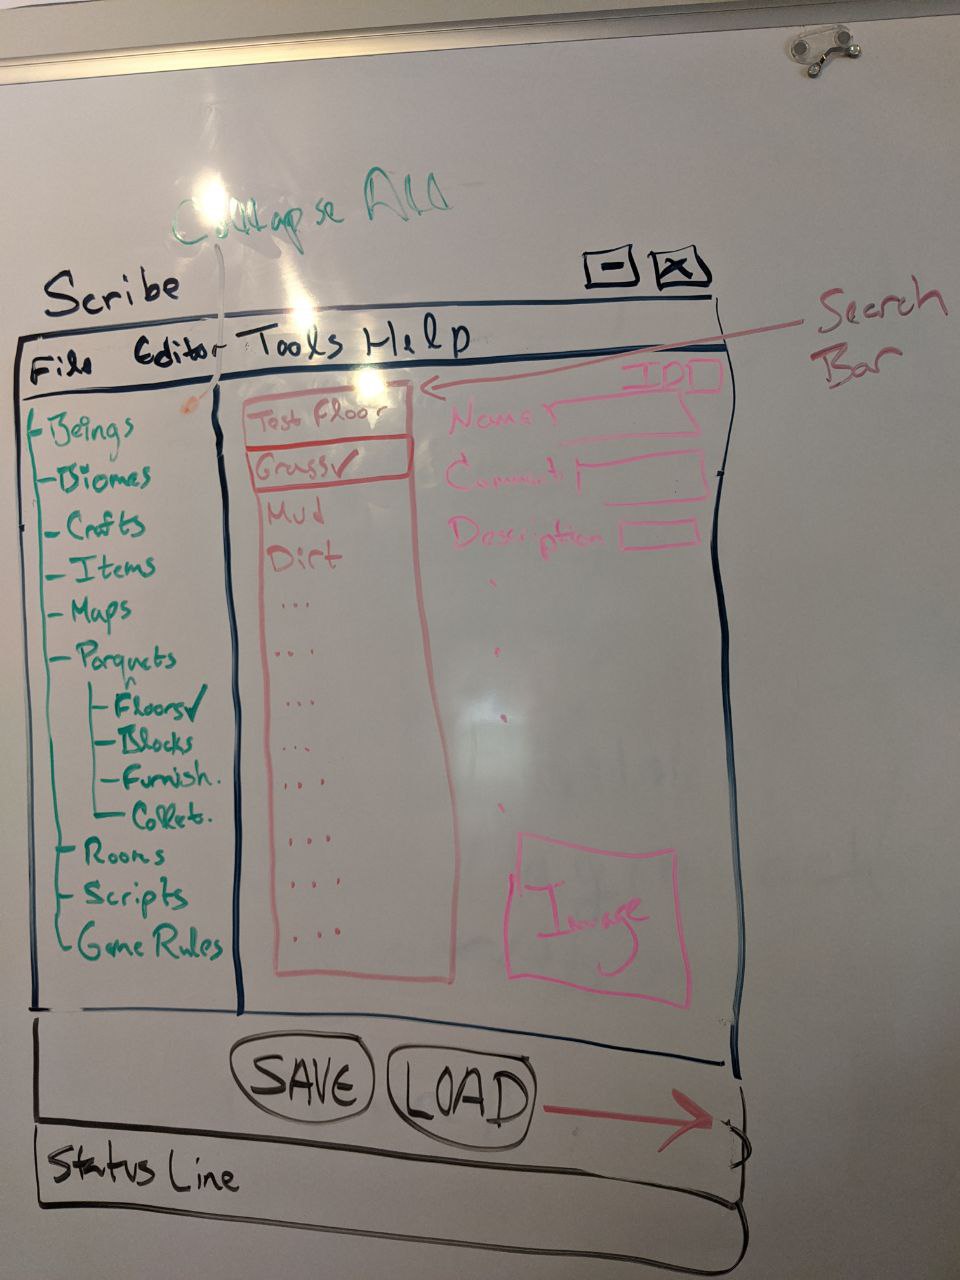 Collapse All
Scribe
- X
Search
Bar
File Editor Tools Help
Beings
Biomes
Crafts
Items
Maps
Parquets
Floors✓
Blocks
Furnish.
Collect.
Rooms
Scripts
Game Rules
Test Floor
Grass✓
Mud
Dirt
...
...
...
...
...
...
...
...
ID
Name
Comment
Description
Image
SAVE LOAD
Status Line